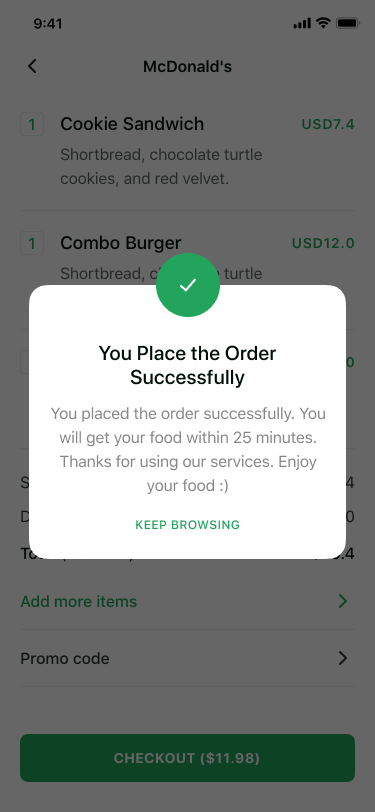 9:41
McDonald's
1 Cookie Sandwich USD7.4
Shortbread, chocolate turtle
cookies, and red velvet.
1 Combo Burger USD12.0
Shortbread, turtle
You Place the Order
Successfully
You placed the order successfully. You
will get your food within 25 minutes.
Thanks for using our services. Enjoy
your food :)
KEEP BROWSING
Add more items
Promo code
CHECKOUT ($11.98)